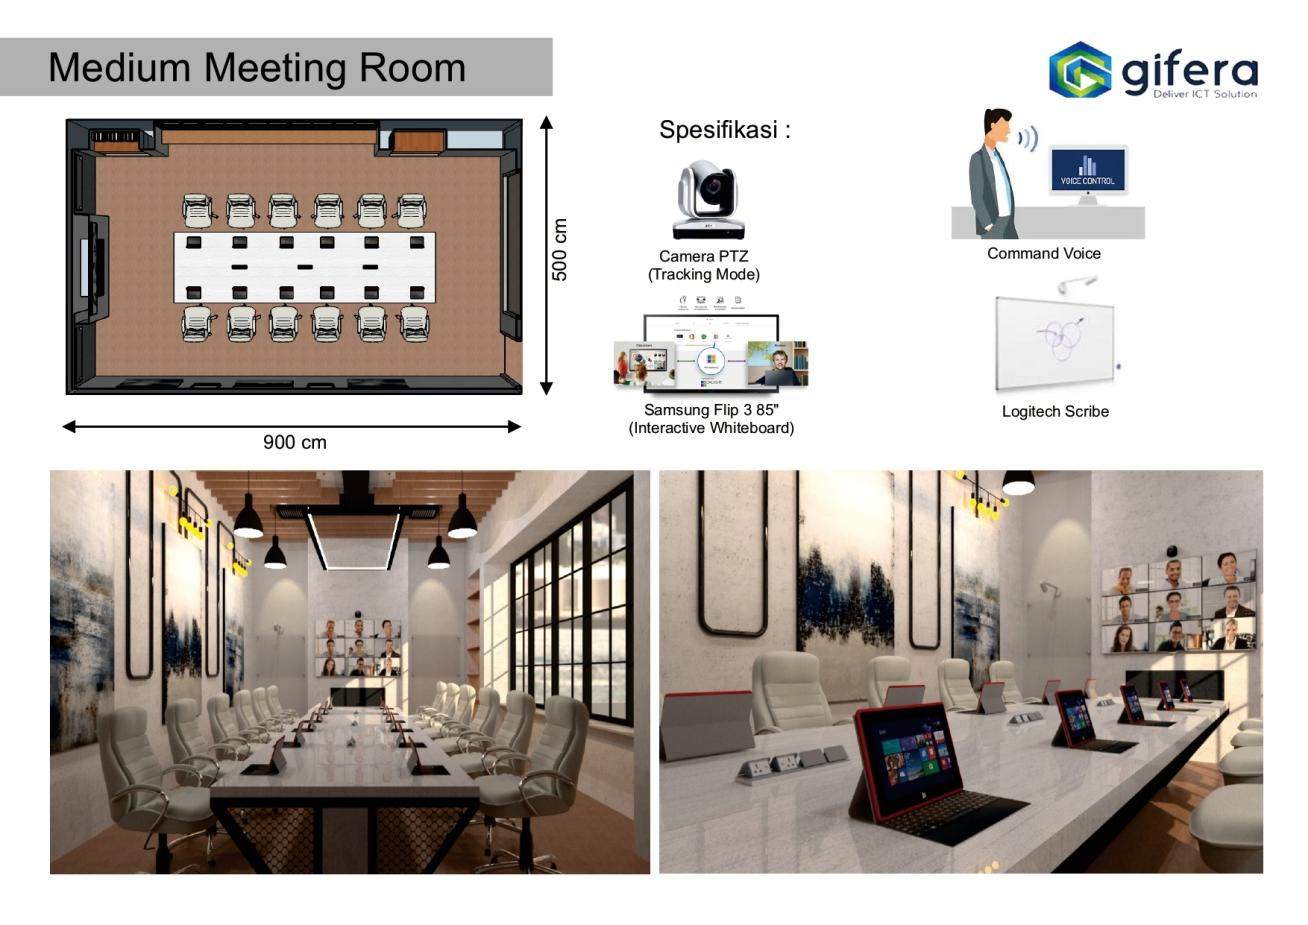 Medium Meeting Room
gifera
Deliver ICT Solution
500 cm
900 cm
Spesifikasi :
Camera PTZ
(Tracking Mode)
VOICE CONTROL
Command Voice
Samsung Flip 3 85"
(Interactive Whiteboard)
Logitech Scribe